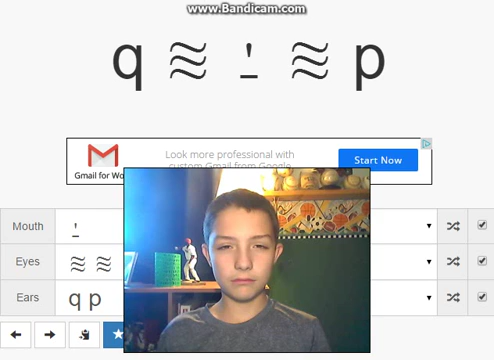 www.Bandicam.com
q ≋ '̲ ≋ p
Look more professional with
custom Gmail from Google
Start Now
Gmail for Wo
Mouth '̲
Eyes ≋ ≋
Ears q p